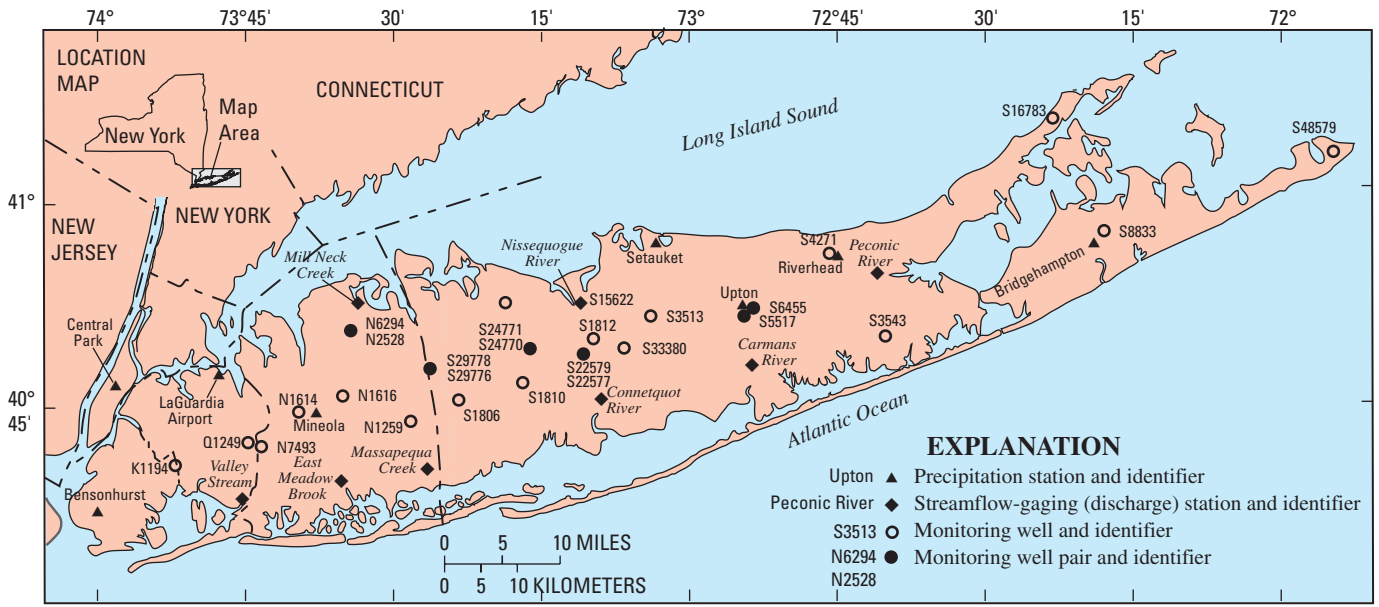 74°
73°45'
30'
15'
73°
72°45'
30'
15'
72°
LOCATION
MAP
CONNECTICUT
New York
Map
Area
Long Island Sound
S16783
S48579
41°
NEW
JERSEY
NEW YORK
Mill Neck
Creek
Nissequogue
River
Setauket
S4271
Riverhead
Peconic
River
S8833
Bridgehampton
Central
Park
N6294
N2528
S24771
S24770
S15622
S1812
S3513
S33380
Upton
S6455
S5517
S3543
S29778
S29776
S22579
S22577
Carmans
River
40°
45'
LaGuardia
Airport
N1614
Mineola
N1616
N1259
S1806
S1810
Connetquot
River
Atlantic Ocean
Q1249
N7493
K1194
Valley
Stream
East
Meadow
Brook
Massapequa
Creek
Bensonhurst
EXPLANATION
Upton Precipitation station and identifier
Peconic River Streamflow-gaging (discharge) station and identifier
S3513 Monitoring well and identifier
N6294 Monitoring well pair and identifier
N2528
0 5 10 MILES
0 5 10 KILOMETERS